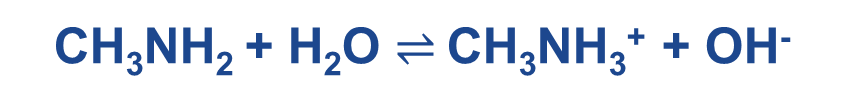 CH₃NH₂ + H₂O ⇌ CH₃NH₃⁺ + OH⁻